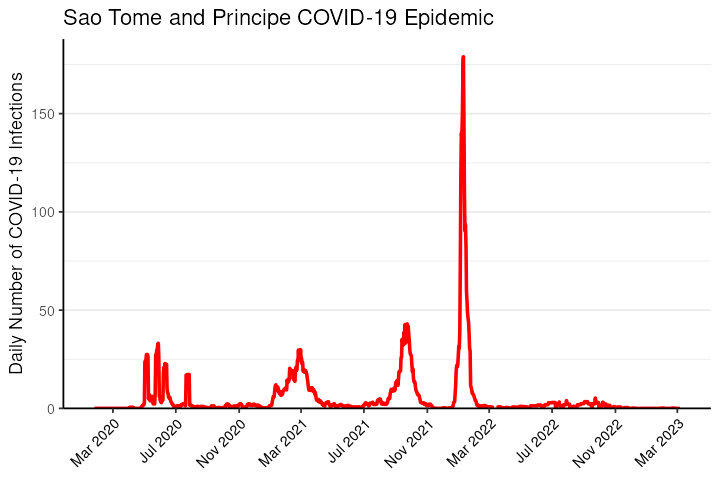 Sao Tome and Principe COVID-19 Epidemic
Daily Number of COVID-19 Infections
150
100
50
0
Mar 2020
Jul 2020
Nov 2020
Mar 2021
Jul 2021
Nov 2021
Mar 2022
Jul 2022
Nov 2022
Mar 2023